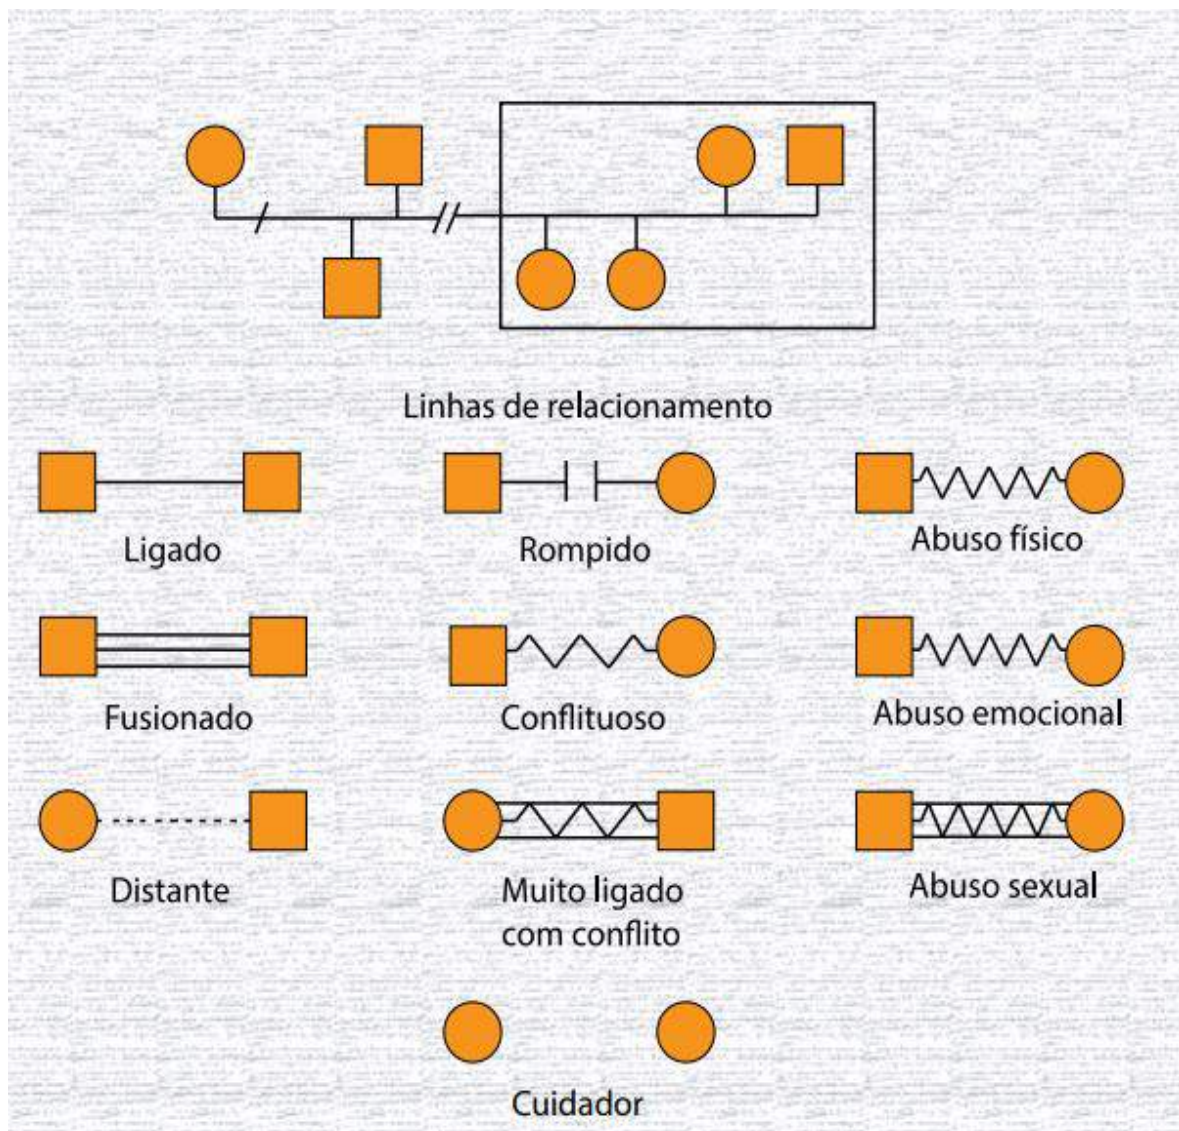 Linhas de relacionamento
Ligado
Rompido
Abuso físico
Fusionado
Conflituoso
Abuso emocional
Distante
Muito ligado
com conflito
Abuso sexual
Cuidador